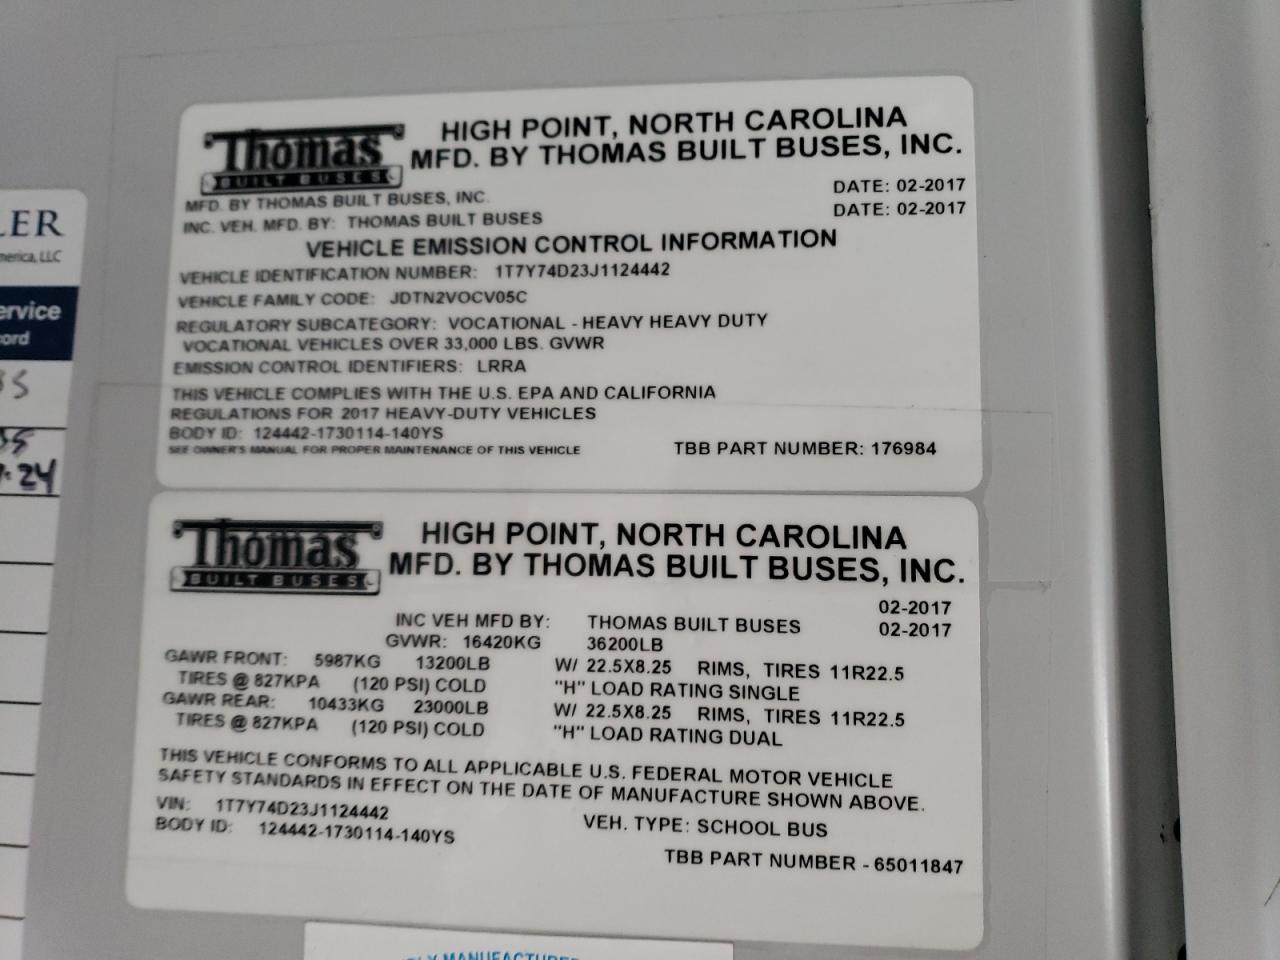 LER
merica, LLC
ervice
ord
Thomas
BUILT BUSES
HIGH POINT, NORTH CAROLINA
MFD. BY THOMAS BUILT BUSES, INC.
MFD. BY THOMAS BUILT BUSES, INC. DATE: 02-2017
INC. VEH. MFD. BY: THOMAS BUILT BUSES DATE: 02-2017
VEHICLE EMISSION CONTROL INFORMATION
VEHICLE IDENTIFICATION NUMBER: 1T7Y74D23J1124442
VEHICLE FAMILY CODE: JDTN2VOCV05C
REGULATORY SUBCATEGORY: VOCATIONAL - HEAVY HEAVY DUTY
VOCATIONAL VEHICLES OVER 33,000 LBS. GVWR
EMISSION CONTROL IDENTIFIERS: LRRA
THIS VEHICLE COMPLIES WITH THE U.S. EPA AND CALIFORNIA
REGULATIONS FOR 2017 HEAVY-DUTY VEHICLES
BODY ID: 124442-1730114-140YS
SEE OWNER'S MANUAL FOR PROPER MAINTENANCE OF THIS VEHICLE TBB PART NUMBER: 176984
Thomas
BUILT BUSES
HIGH POINT, NORTH CAROLINA
MFD. BY THOMAS BUILT BUSES, INC.
02-2017
INC VEH MFD BY: THOMAS BUILT BUSES 02-2017
GVWR: 16420KG 36200LB
GAWR FRONT: 5987KG 13200LB W/ 22.5X8.25 RIMS, TIRES 11R22.5
TIRES @ 827KPA (120 PSI) COLD "H" LOAD RATING SINGLE
GAWR REAR: 10433KG 23000LB W/ 22.5X8.25 RIMS, TIRES 11R22.5
TIRES @ 827KPA (120 PSI) COLD "H" LOAD RATING DUAL
THIS VEHICLE CONFORMS TO ALL APPLICABLE U.S. FEDERAL MOTOR VEHICLE
SAFETY STANDARDS IN EFFECT ON THE DATE OF MANUFACTURE SHOWN ABOVE.
VIN: 1T7Y74D23J1124442
BODY ID: 124442-1730114-140YS VEH. TYPE: SCHOOL BUS
TBB PART NUMBER - 65011847